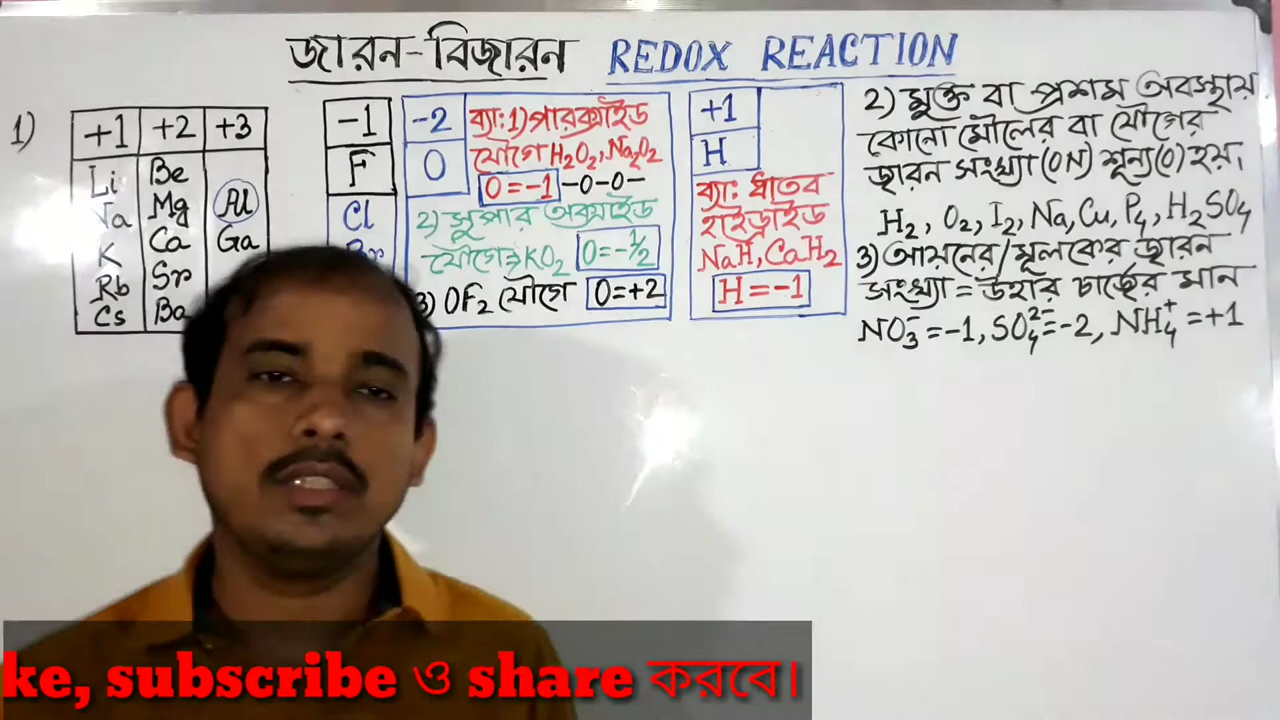 জারন-বিজারন REDOX REACTION
1)
+1 +2 +3
Li Be Al
Na Mg Ga
K Ca
Rb Sr
Cs Ba
-1
F
Cl
Br
-2
O
ব্যাঃ 1) পারক্সাইড
যৌগে H₂O₂, Na₂O₂
O = -1 -O-O-
2) সুপার অক্সাইড
যৌগে⇒ KO₂ O = -½
3) OF₂ যৌগে O = +2
+1
H
ব্যাঃ ধাতব
হাইড্রাইড
NaH, CaH₂
H = -1
2) মুক্ত বা প্রশম অবস্থায়
কোনো মৌলের বা যৌগের
জারন সংখ্যা (ON) শূন্য (0) হয়।
H₂, O₂, I₂, Na, Cu, P₄, H₂SO₄
3) আয়নের/মূলকের জারন
সংখ্যা = উহার চার্জের মান
NO₃⁻ = -1, SO₄²⁻ = -2, NH₄⁺ = +1
ke, subscribe ও share করবে।